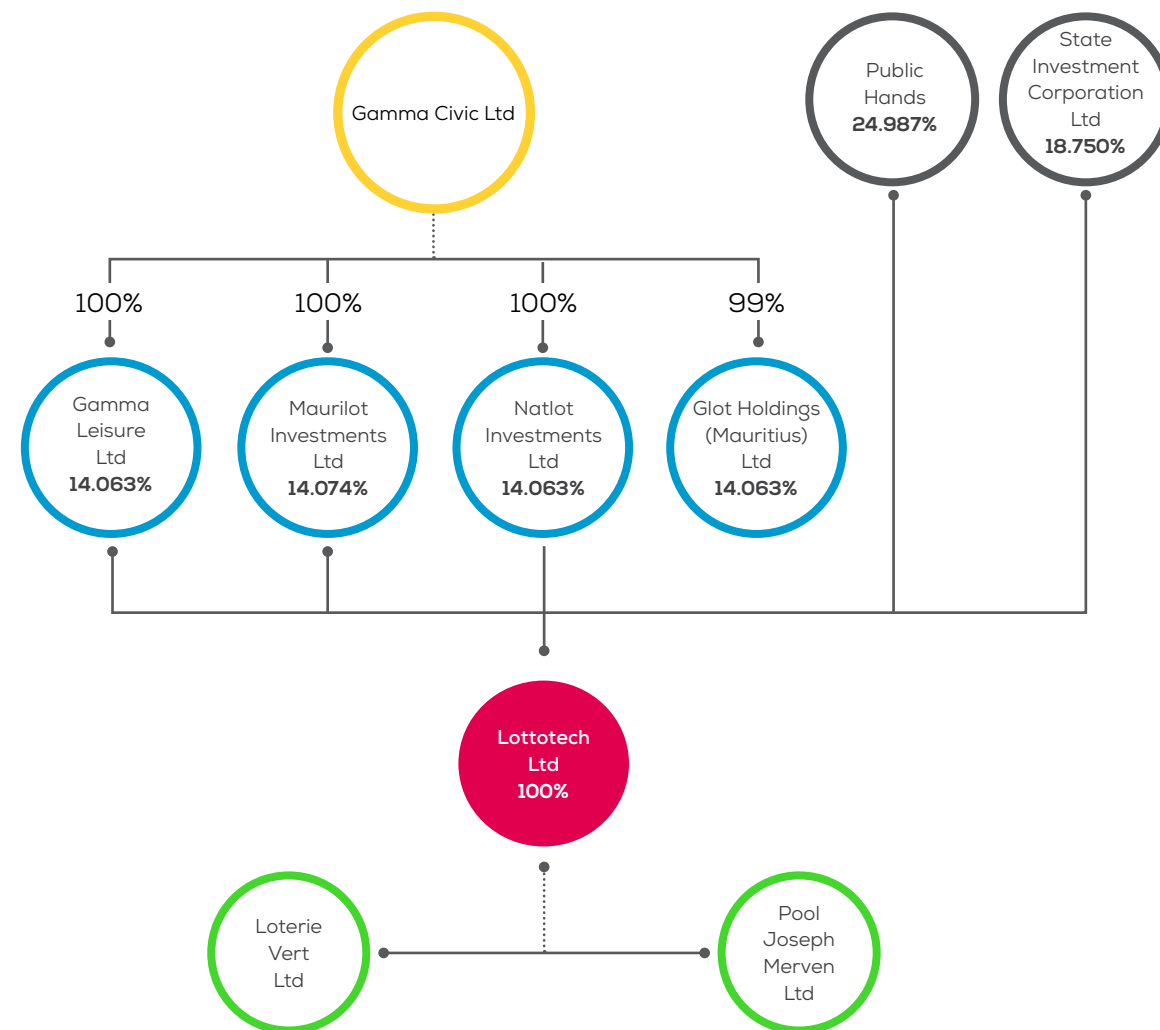 Gamma Civic Ltd
Public
Hands
24.987%
State
Investment
Corporation
Ltd
18.750%
100%
100%
100%
99%
Gamma
Leisure
Ltd
14.063%
Maurilot
Investments
Ltd
14.074%
Natlot
Investments
Ltd
14.063%
Glot Holdings
(Mauritius)
Ltd
14.063%
Lottotech
Ltd
100%
Loterie
Vert
Ltd
Pool
Joseph
Merven
Ltd